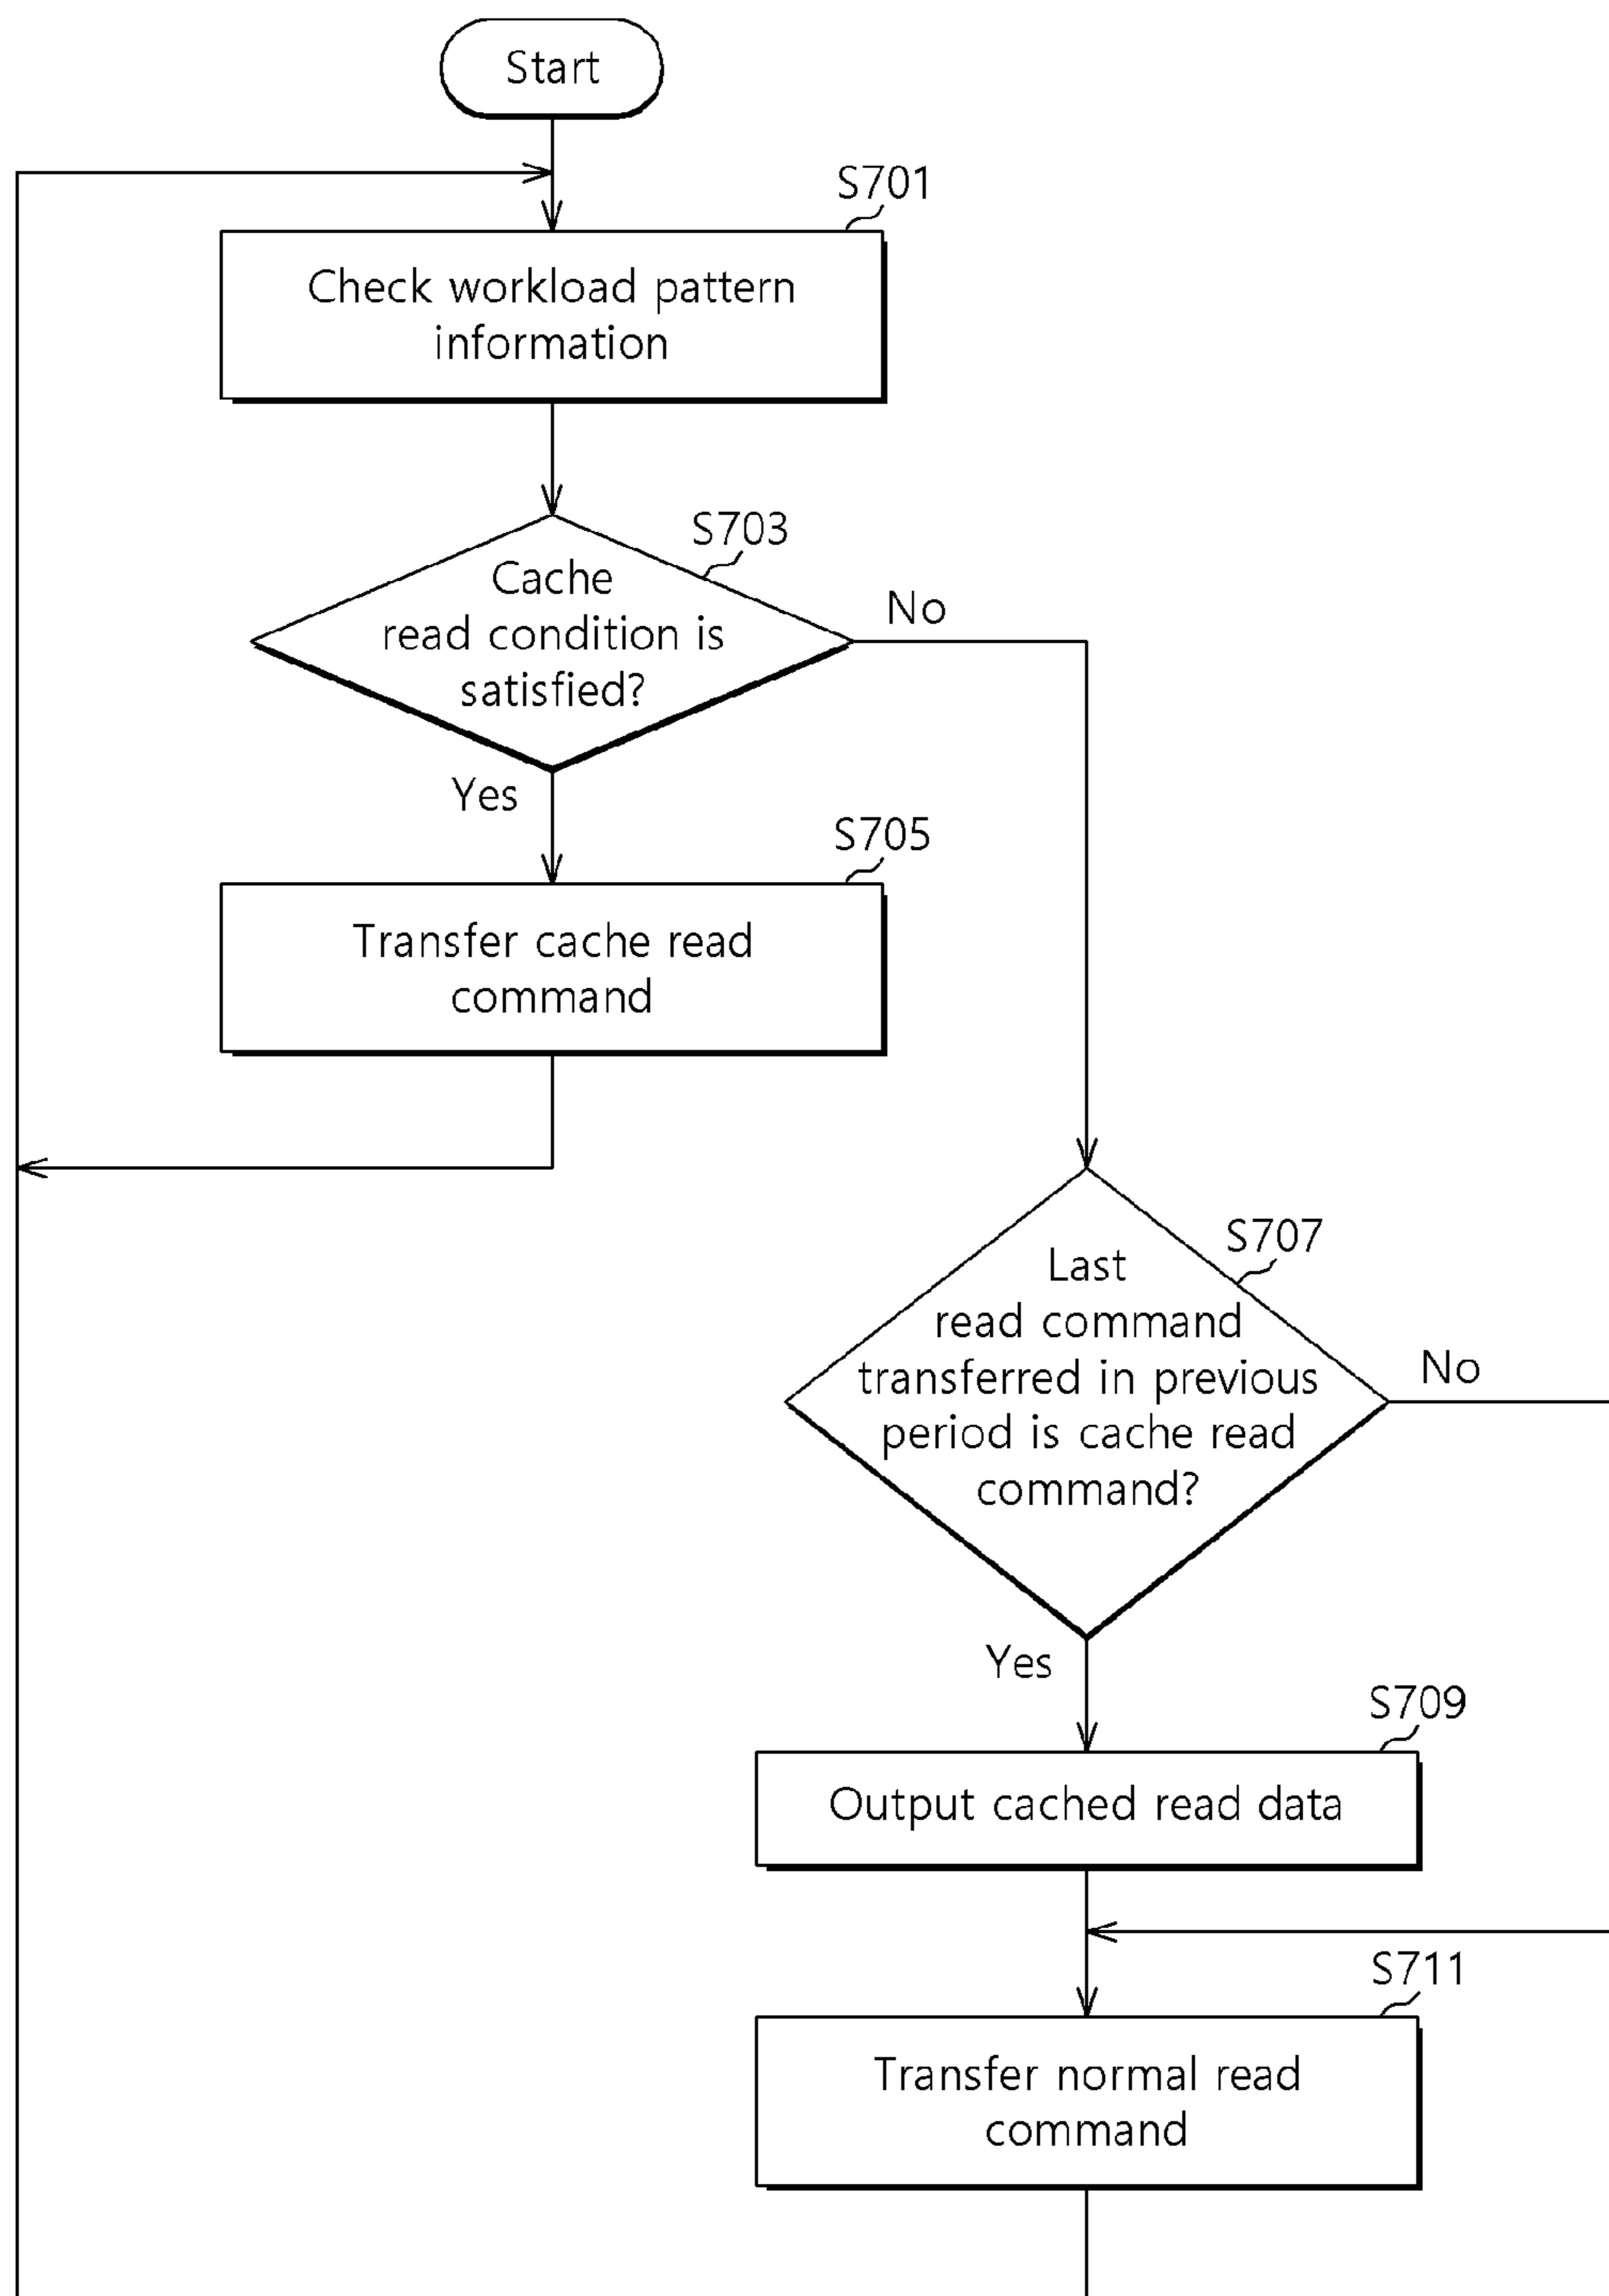 Start
S701
Check workload pattern
information
S703
Cache
read condition is
satisfied?
No
Yes
S705
Transfer cache read
command
S707
Last
read command
transferred in previous
period is cache read
command?
No
Yes
S709
Output cached read data
S711
Transfer normal read
command